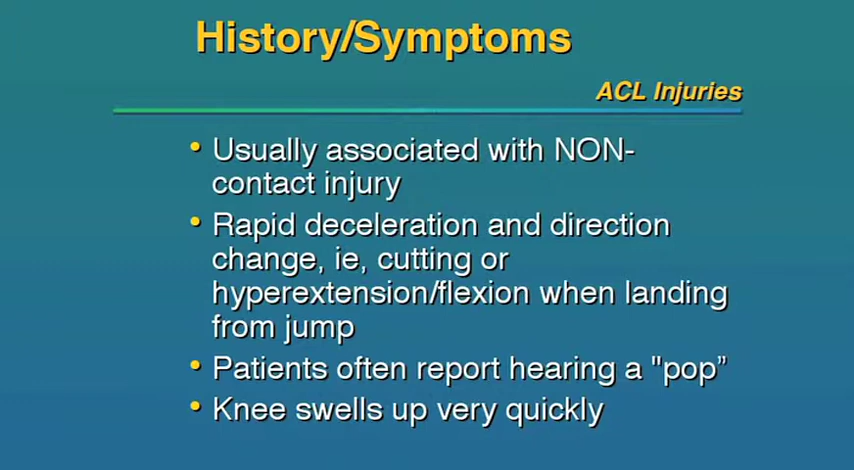 History/Symptoms
ACL Injuries
• Usually associated with NON-
contact injury
• Rapid deceleration and direction
change, ie, cutting or
hyperextension/flexion when landing
from jump
• Patients often report hearing a "pop”
• Knee swells up very quickly